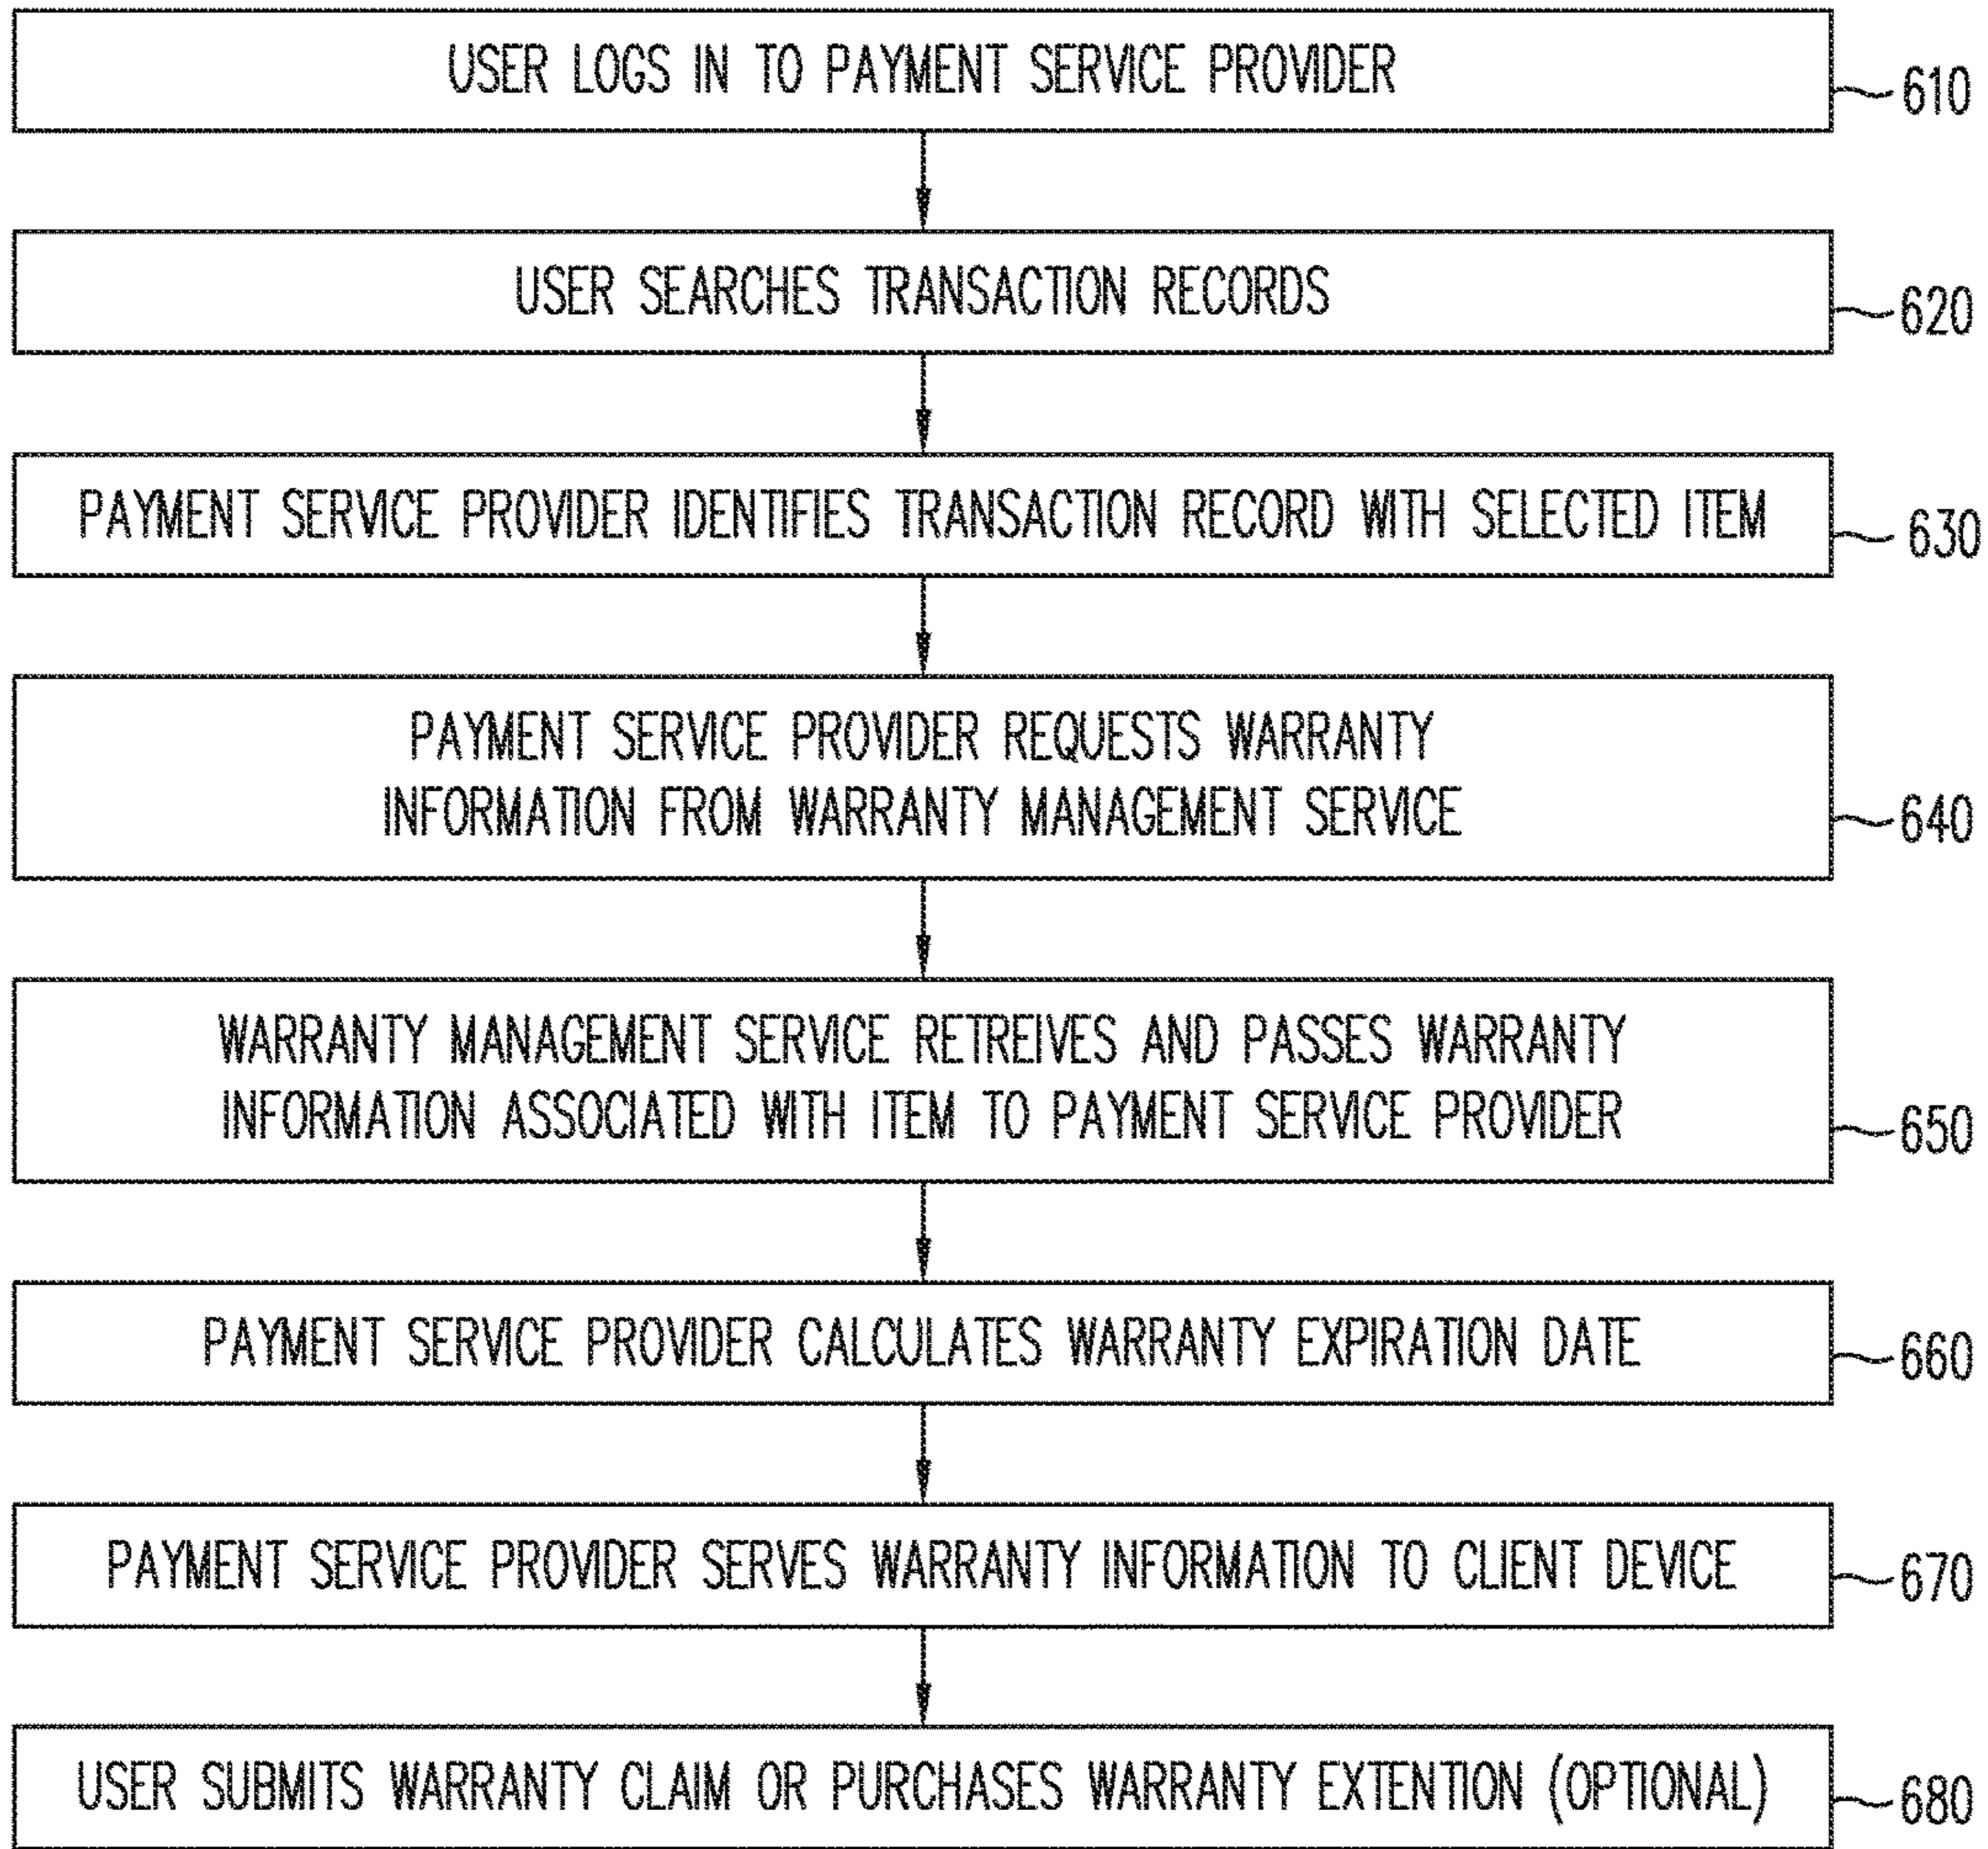 USER LOGS IN TO PAYMENT SERVICE PROVIDER
610
USER SEARCHES TRANSACTION RECORDS
620
PAYMENT SERVICE PROVIDER IDENTIFIES TRANSACTION RECORD WITH SELECTED ITEM
630
PAYMENT SERVICE PROVIDER REQUESTS WARRANTY
INFORMATION FROM WARRANTY MANAGEMENT SERVICE
640
WARRANTY MANAGEMENT SERVICE RETREIVES AND PASSES WARRANTY
INFORMATION ASSOCIATED WITH ITEM TO PAYMENT SERVICE PROVIDER
650
PAYMENT SERVICE PROVIDER CALCULATES WARRANTY EXPIRATION DATE
660
PAYMENT SERVICE PROVIDER SERVES WARRANTY INFORMATION TO CLIENT DEVICE
670
USER SUBMITS WARRANTY CLAIM OR PURCHASES WARRANTY EXTENTION (OPTIONAL)
680